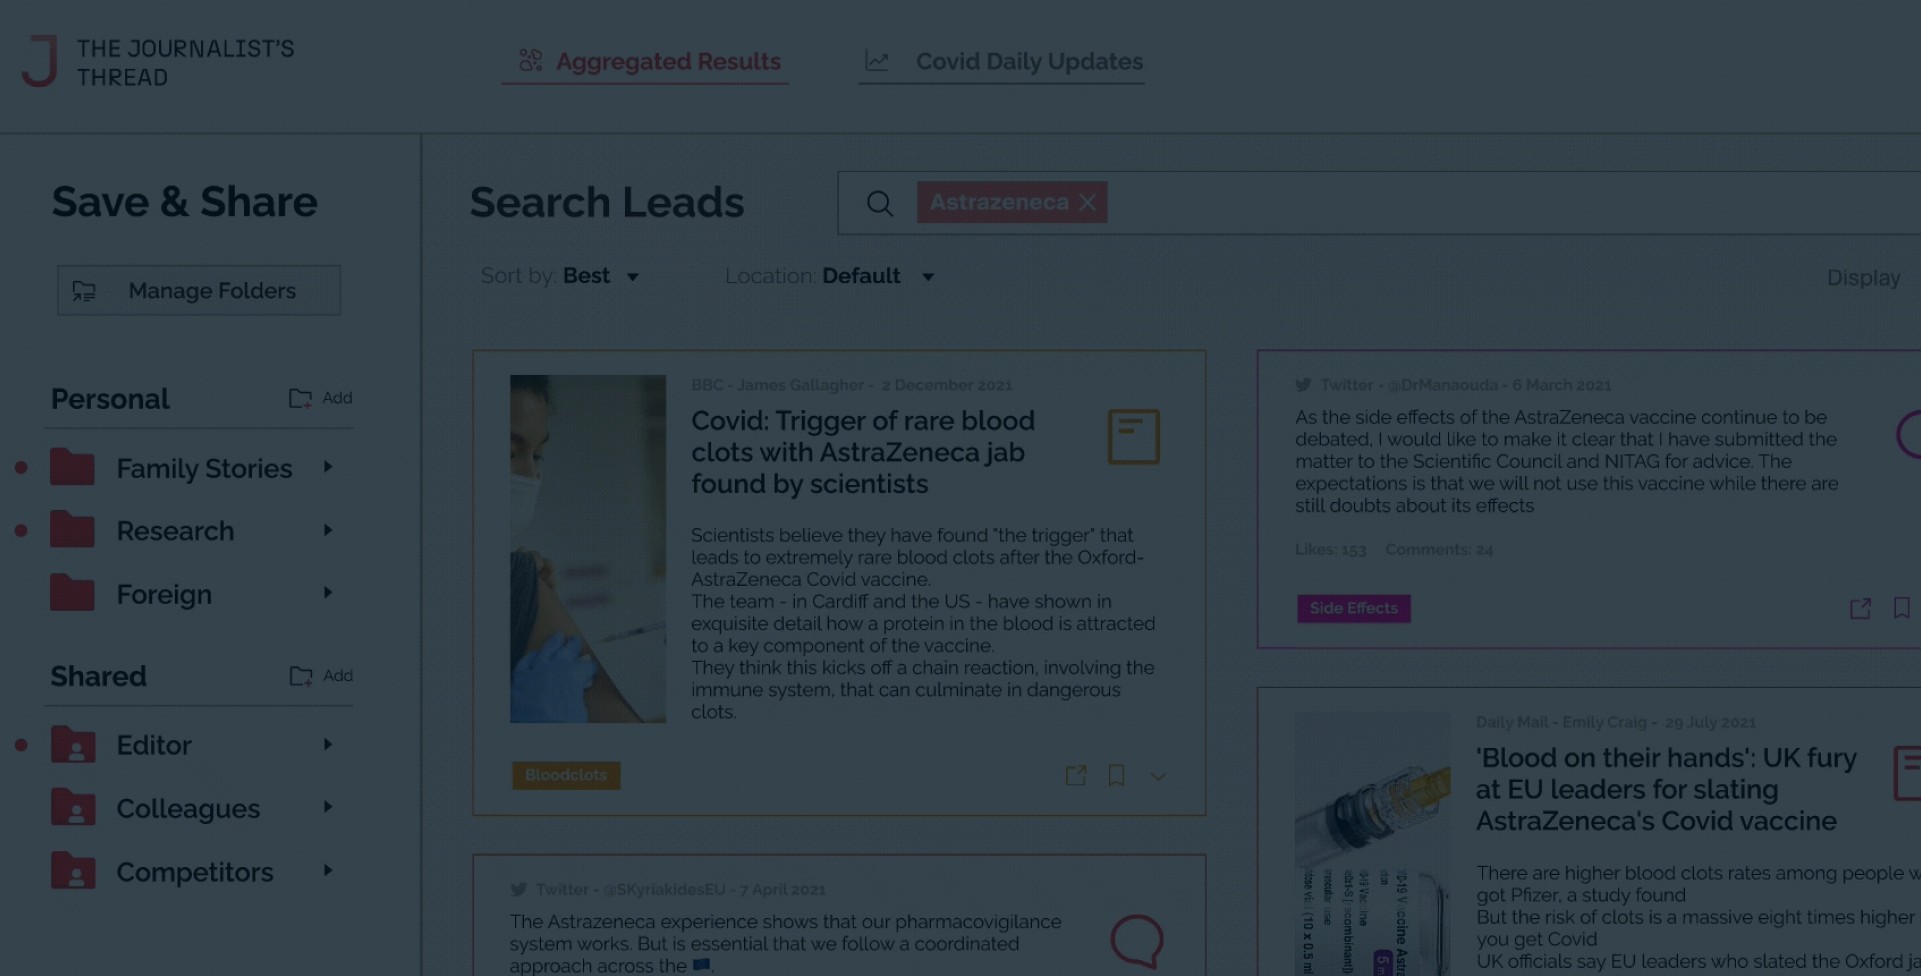 THE JOURNALIST'S
THREAD
Aggregated Results
Covid Daily Updates
Save & Share
Manage Folders
Personal
Add
Family Stories
Research
Foreign
Shared
Add
Editor
Colleagues
Competitors
Search Leads
Astrazeneca
Sort by: Best
Location: Default
Display
BBC - James Gallagher - 2 December 2021
Covid: Trigger of rare blood
clots with AstraZeneca jab
found by scientists
Scientists believe they have found "the trigger" that
leads to extremely rare blood clots after the Oxford-
AstraZeneca Covid vaccine.
The team - in Cardiff and the US - have shown in
exquisite detail how a protein in the blood is attracted
to a key component of the vaccine.
They think this kicks off a chain reaction, involving the
immune system, that can culminate in dangerous
clots.
Bloodclots
Twitter - @DrManaouda - 6 March 2021
As the side effects of the AstraZeneca vaccine continue to be
debated, I would like to make it clear that I have submitted the
matter to the Scientific Council and NITAG for advice. The
expectations is that we will not use this vaccine while there are
still doubts about its effects
Likes: 153 Comments: 24
Side Effects
Twitter - @SKyriakidesEU - 7 April 2021
The Astrazeneca experience shows that our pharmacovigilance
system works. But is essential that we follow a coordinated
approach across the 🇪🇺.
Daily Mail - Emily Craig - 29 July 2021
'Blood on their hands': UK fury
at EU leaders for slating
AstraZeneca's Covid vaccine
There are higher blood clots rates among people w
got Pfizer, a study found
But the risk of clots is a massive eight times higher
you get Covid
UK officials say EU leaders who slated the Oxford ja